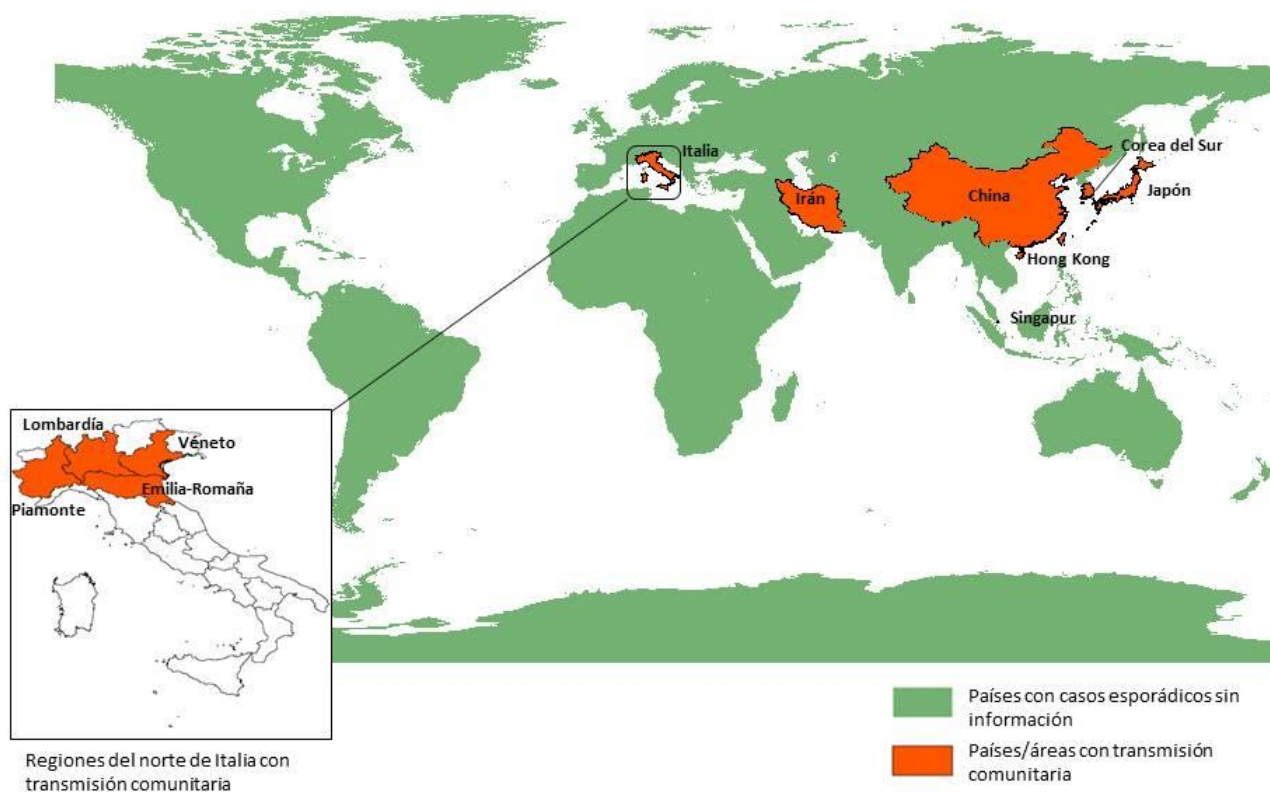 Italia
Corea del Sur
Irán
China
Japón
Hong Kong
Singapur
Lombardía
Véneto
Emilia-Romaña
Piamonte
Países con casos esporádicos sin
información
Países/áreas con transmisión
comunitaria
Regiones del norte de Italia con
transmisión comunitaria